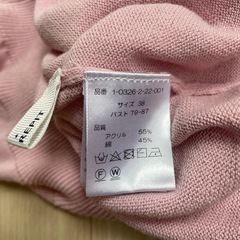 品番 1-0326-2-22-001
サイズ 38
バスト 79-87
品質
アクリル 55%
綿 45%
F W
REPIT